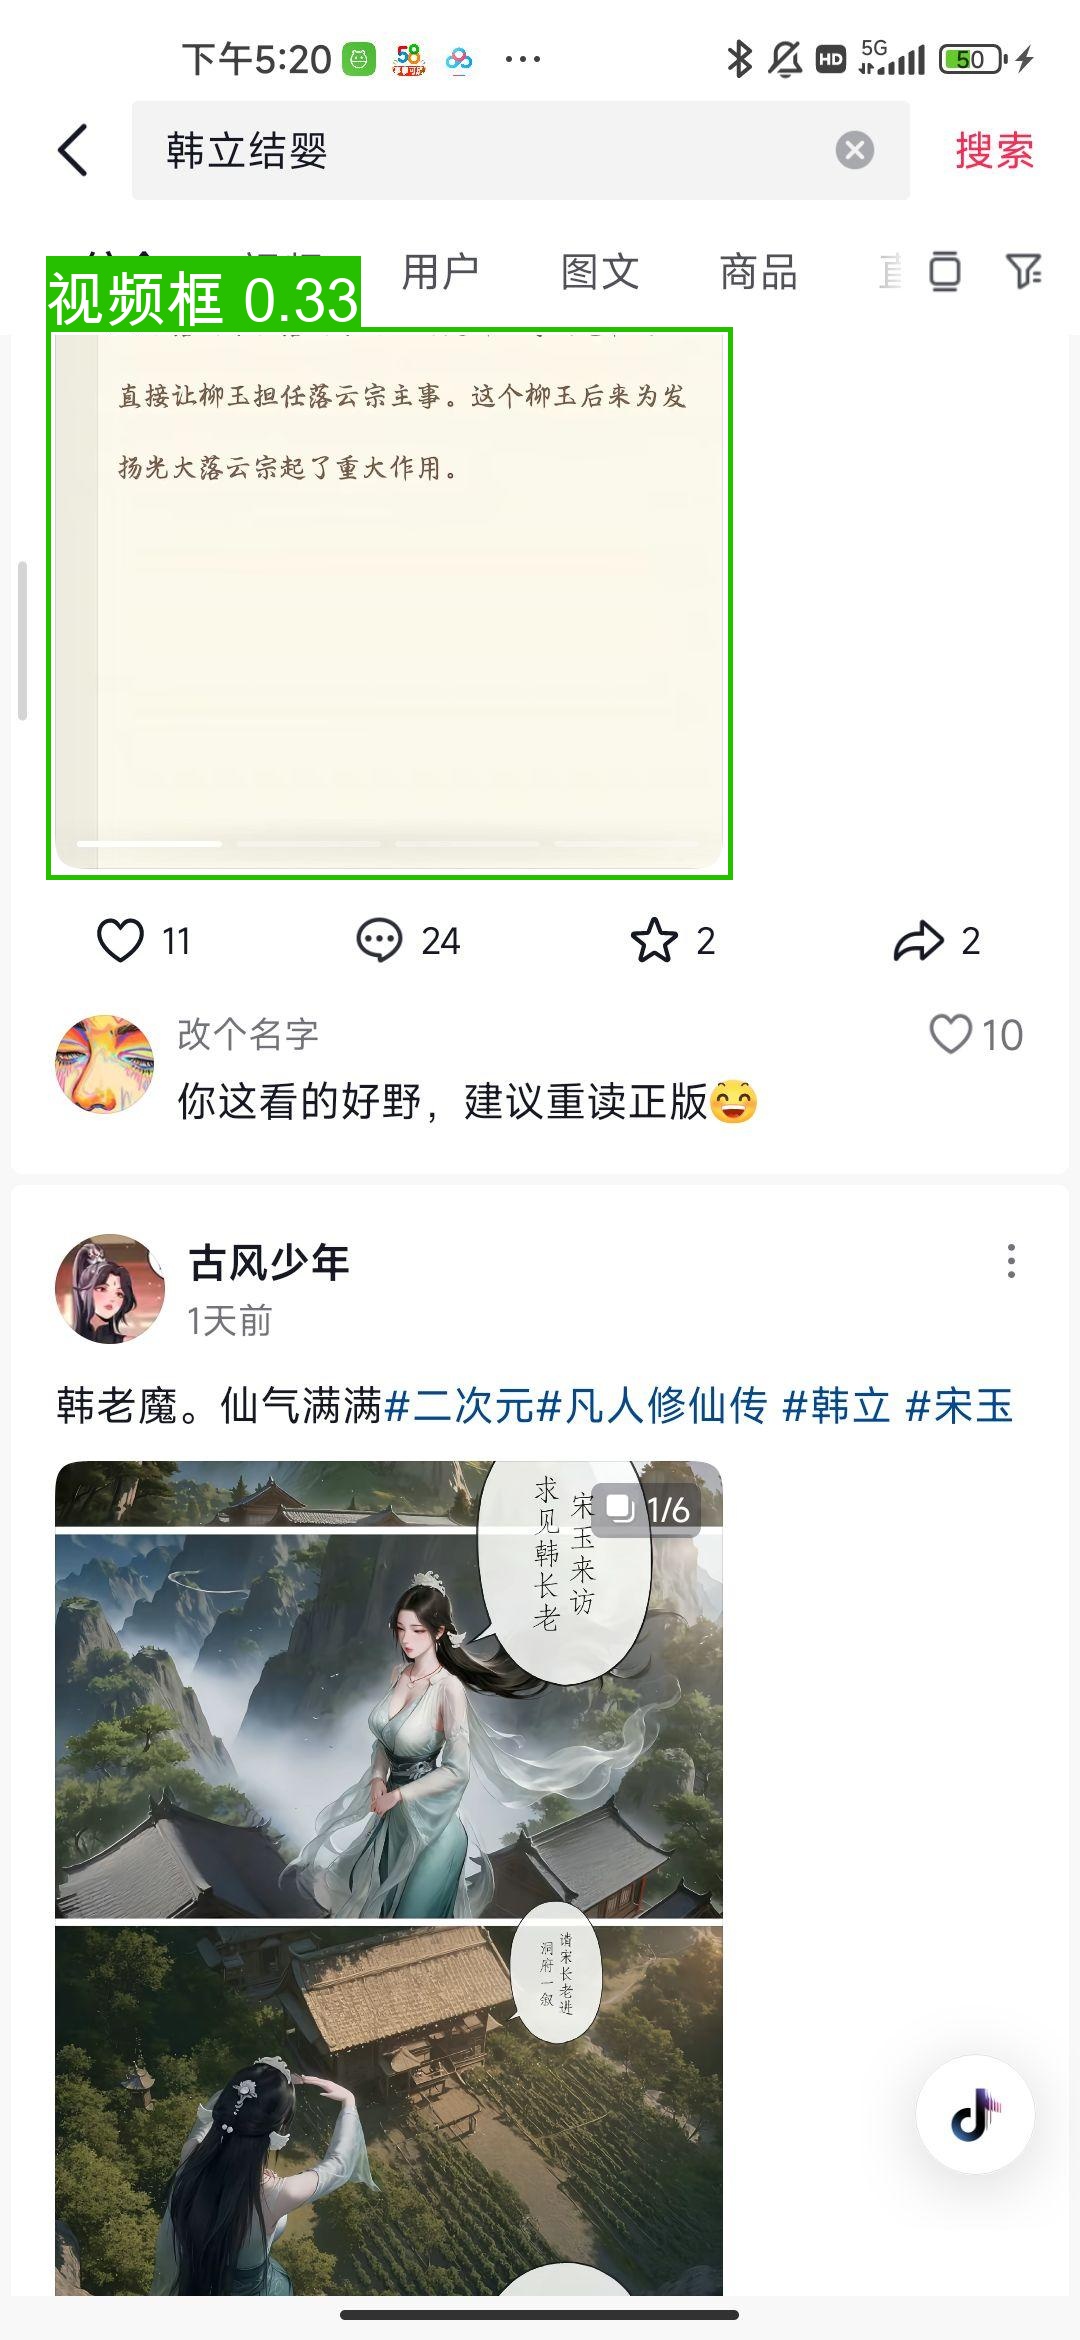 下午5:20
58
HD
5G
50
韩立结婴
搜索
用户
图文
商品
视频框 0.33
直接让柳玉担任落云宗主事。这个柳玉后来为发
扬光大落云宗起了重大作用。
11
24
2
2
改个名字
10
你这看的好野，建议重读正版
古风少年
1天前
韩老魔。仙气满满#二次元#凡人修仙传 #韩立 #宋玉
1/6
宋玉来访
求见韩长老
请宋长老进
洞府一叙